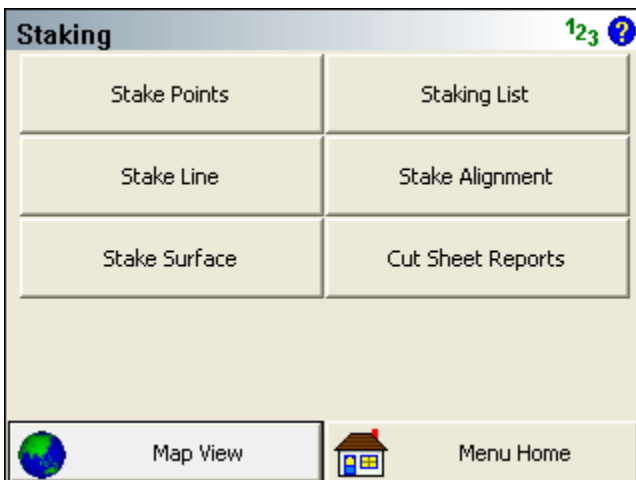 Staking 123 ?
Stake Points
Staking List
Stake Line
Stake Alignment
Stake Surface
Cut Sheet Reports
Map View
Menu Home